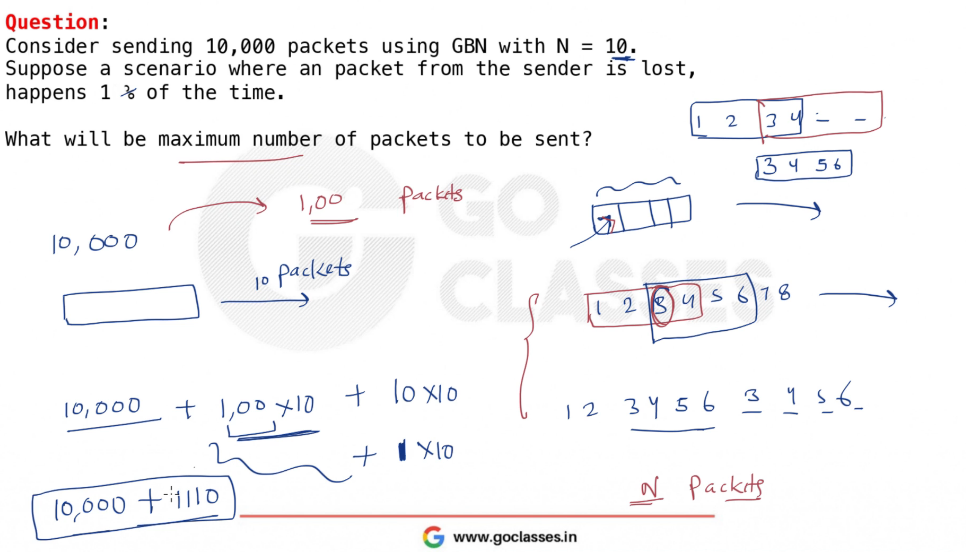 Question:
Consider sending 10,000 packets using GBN with N = 10.
Suppose a scenario where an packet from the sender is lost,
happens 1 % of the time.
What will be maximum number of packets to be sent?
1 2 3 4 – –
3 4 5 6
1,00 packets
10,000
10 packets
GO
CLASSES
1 2 3 4 5 6 7 8
10,000 + 1,00 × 10 + 10 × 10
1 2 3 4 5 6 3 4 5 6
+ 1 × 10
10,000 + 1110
N Packets
www.goclasses.in